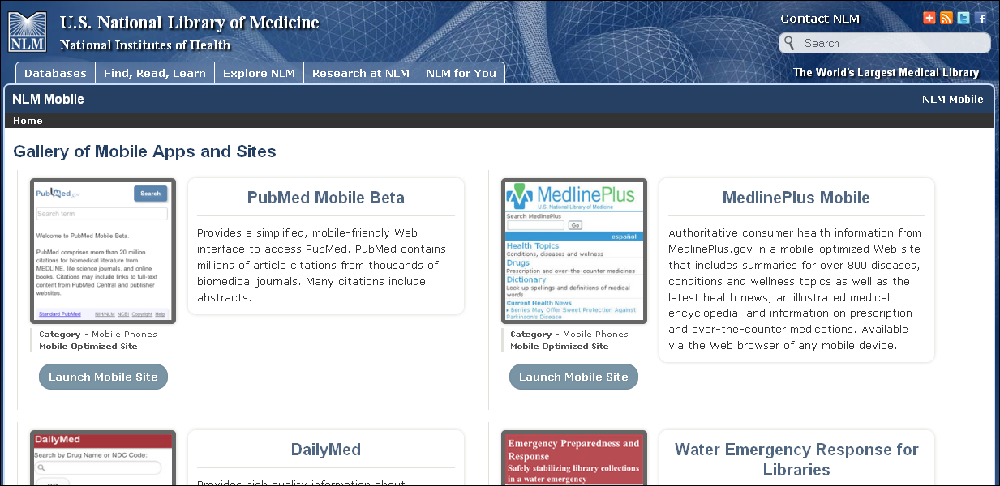 U.S. National Library of Medicine
National Institutes of Health
NLM
Contact NLM
Search
The World's Largest Medical Library
Databases
Find, Read, Learn
Explore NLM
Research at NLM
NLM for You
NLM Mobile
NLM Mobile
Home
Gallery of Mobile Apps and Sites
PubMed.gov
Search
Search term
Welcome to PubMed Mobile Beta.
PubMed comprises more than 20 million
citations for biomedical literature from
MEDLINE, life science journals, and online
books. Citations may include links to full-text
content from PubMed Central and publisher
websites.
Standard PubMed NIH/NLM NCBI Copyright Help
Category - Mobile Phones
Mobile Optimized Site
Launch Mobile Site
PubMed Mobile Beta
Provides a simplified, mobile-friendly Web
interface to access PubMed. PubMed contains
millions of article citations from thousands of
biomedical journals. Many citations include
abstracts.
MedlinePlus
U.S. National Library of Medicine
Search MedlinePlus
Go
español
Health Topics
Conditions, diseases and wellness
Drugs
Prescription and over-the-counter medicines
Dictionary
Look up spellings and definitions of medical
words
Current Health News
Berries May Offer Sweet Protection Against
Parkinson's Disease
Category - Mobile Phones
Mobile Optimized Site
Launch Mobile Site
MedlinePlus Mobile
Authoritative consumer health information from
MedlinePlus.gov in a mobile-optimized Web site
that includes summaries for over 800 diseases,
conditions and wellness topics as well as the
latest health news, an illustrated medical
encyclopedia, and information on prescription
and over-the-counter medications. Available
via the Web browser of any mobile device.
DailyMed
Search by Drug Name or NDC Code:
DailyMed
Provides high quality information about
Emergency Preparedness and
Response
Safely stabilizing library collections
in a water emergency
Water Emergency Response for
Libraries